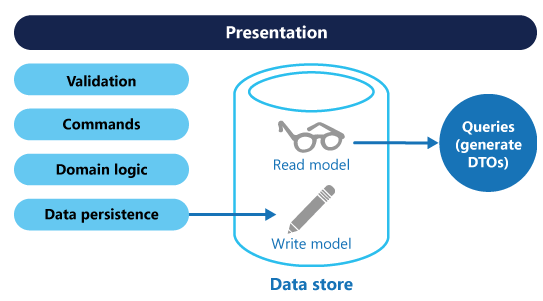 Presentation
Validation
Commands
Domain logic
Data persistence
Read model
Write model
Data store
Queries
(generate
DTOs)